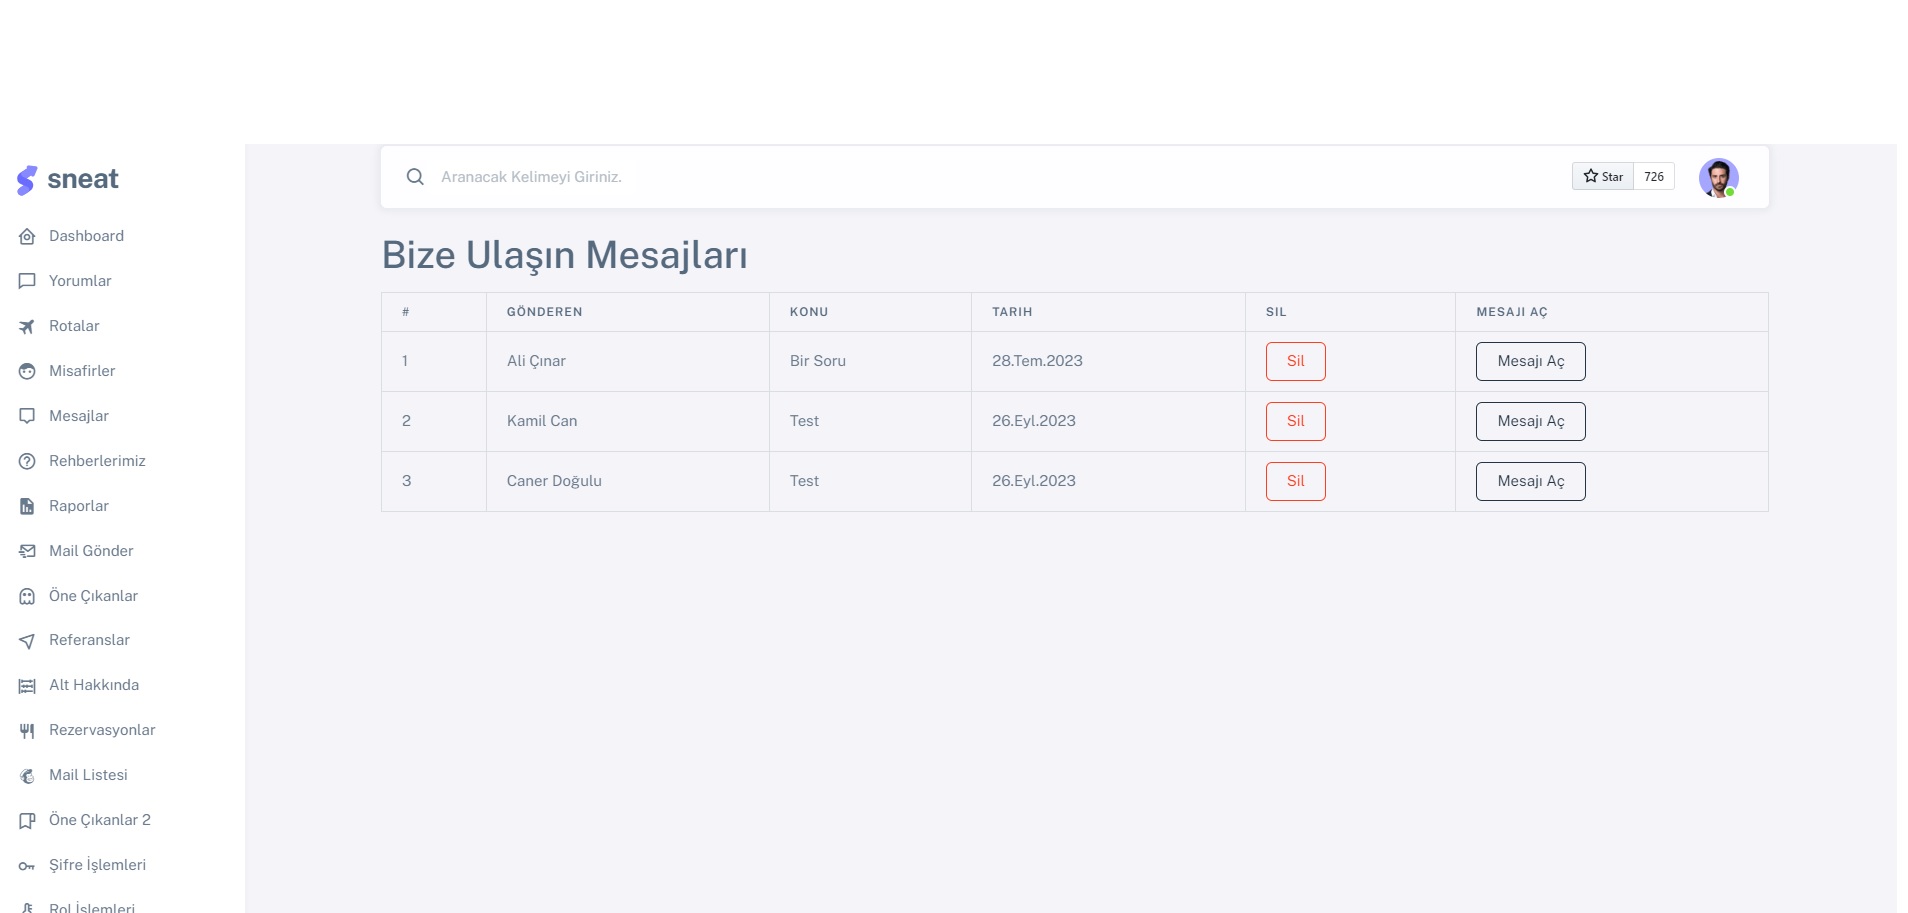 sneat
Dashboard
Yorumlar
Rotalar
Misafirler
Mesajlar
Rehberlerimiz
Raporlar
Mail Gönder
Öne Çıkanlar
Referanslar
Alt Hakkında
Rezervasyonlar
Mail Listesi
Öne Çıkanlar 2
Şifre İşlemleri
Rol İşlemleri
Aranacak Kelimeyi Giriniz.
Star 726
Bize Ulaşın Mesajları
# GÖNDEREN KONU TARIH SIL MESAJI AÇ
1 Ali Çınar Bir Soru 28.Tem.2023 Sil Mesajı Aç
2 Kamil Can Test 26.Eyl.2023 Sil Mesajı Aç
3 Caner Doğulu Test 26.Eyl.2023 Sil Mesajı Aç